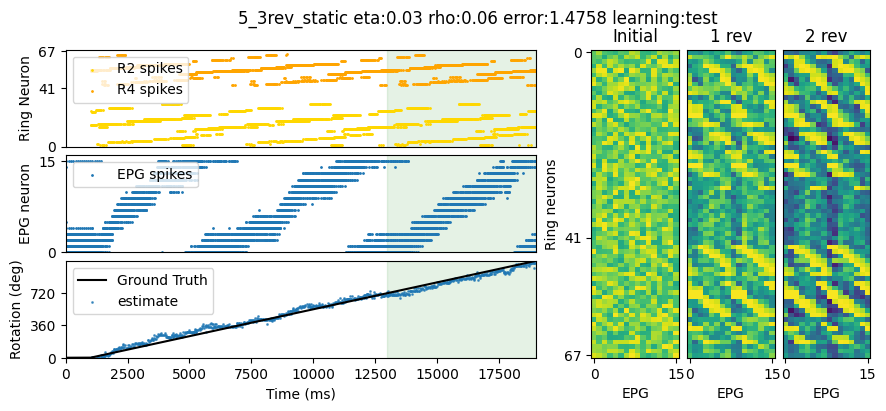 5_3rev_static eta:0.03 rho:0.06 error:1.4758 learning:test
Ring Neuron
67
41
0
R2 spikes
R4 spikes
EPG neuron
15
0
EPG spikes
Rotation (deg)
720
360
0
Ground Truth
estimate
0 2500 5000 7500 10000 12500 15000 17500
Time (ms)
Initial 1 rev 2 rev
Ring neurons
0
41
67
0 15 0 15 0 15
EPG EPG EPG